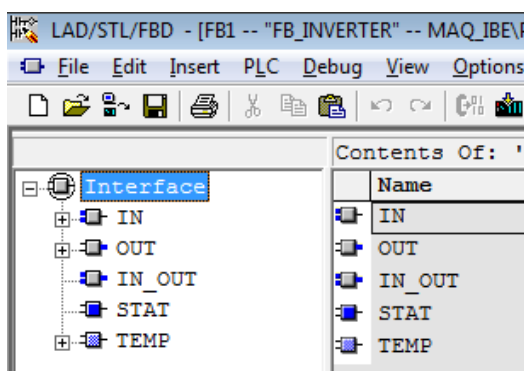 LAD/STL/FBD - [FB1 -- "FB_INVERTER" -- MAQ_IBE\
File Edit Insert PLC Debug View Options
Contents Of: '
Interface
Name
IN
IN
OUT
OUT
IN_OUT
IN_OUT
STAT
STAT
TEMP
TEMP